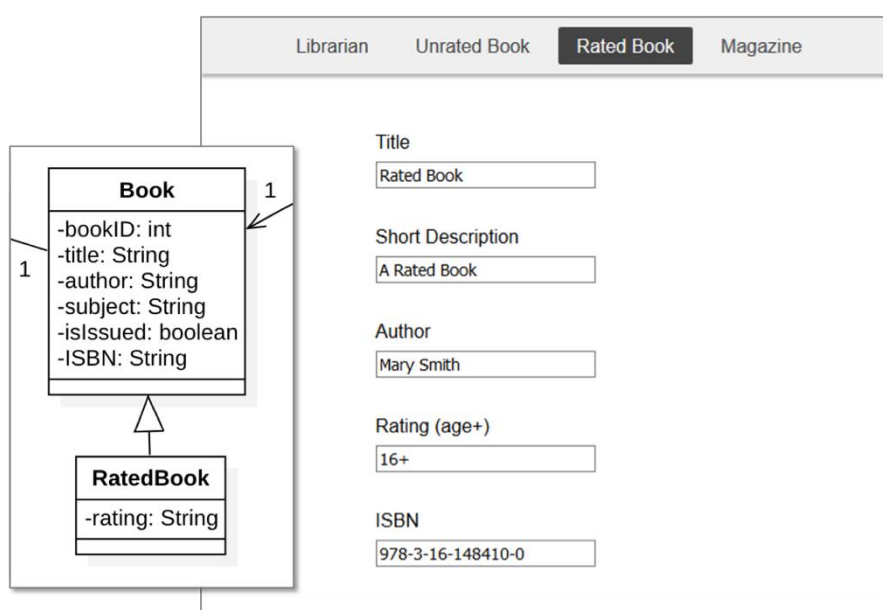 Librarian Unrated Book Rated Book Magazine
Title
Rated Book
Short Description
A Rated Book
Author
Mary Smith
Rating (age+)
16+
ISBN
978-3-16-148410-0
Book
1
-bookID: int
-title: String
1
-author: String
-subject: String
-isIssued: boolean
-ISBN: String
RatedBook
-rating: String